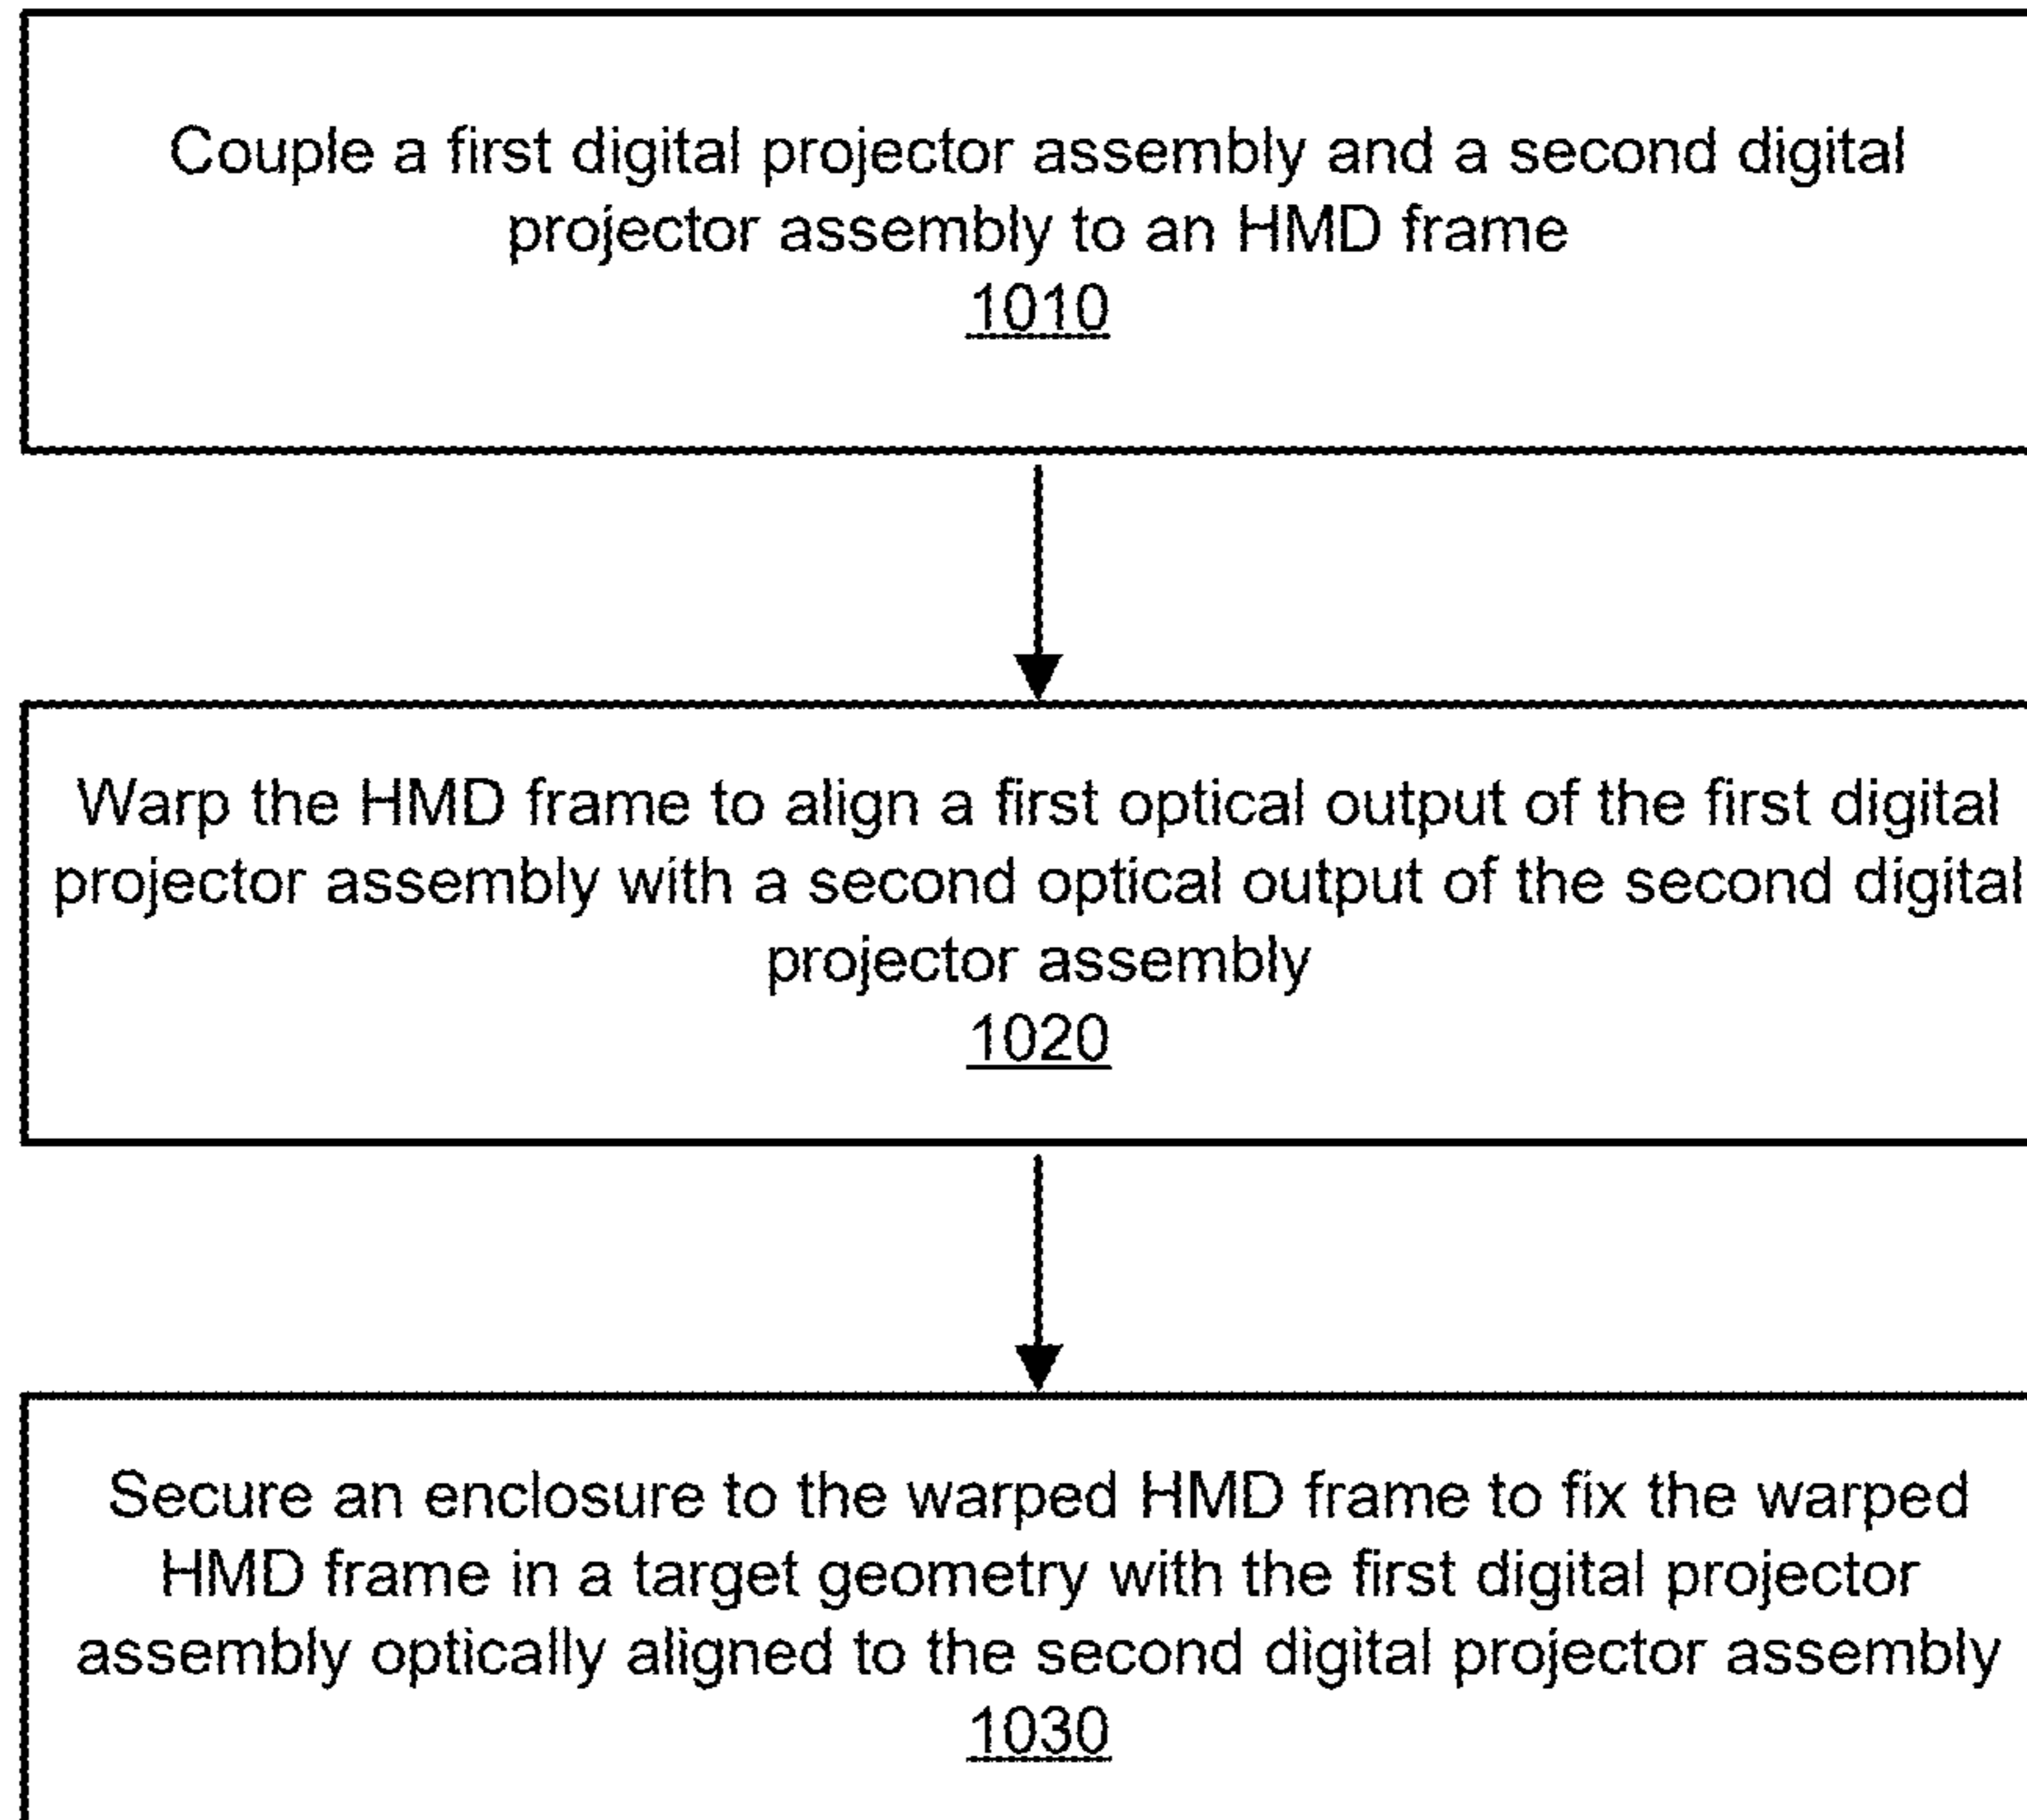 Couple a first digital projector assembly and a second digital
projector assembly to an HMD frame
1010
Warp the HMD frame to align a first optical output of the first digital
projector assembly with a second optical output of the second digital
projector assembly
1020
Secure an enclosure to the warped HMD frame to fix the warped
HMD frame in a target geometry with the first digital projector
assembly optically aligned to the second digital projector assembly
1030